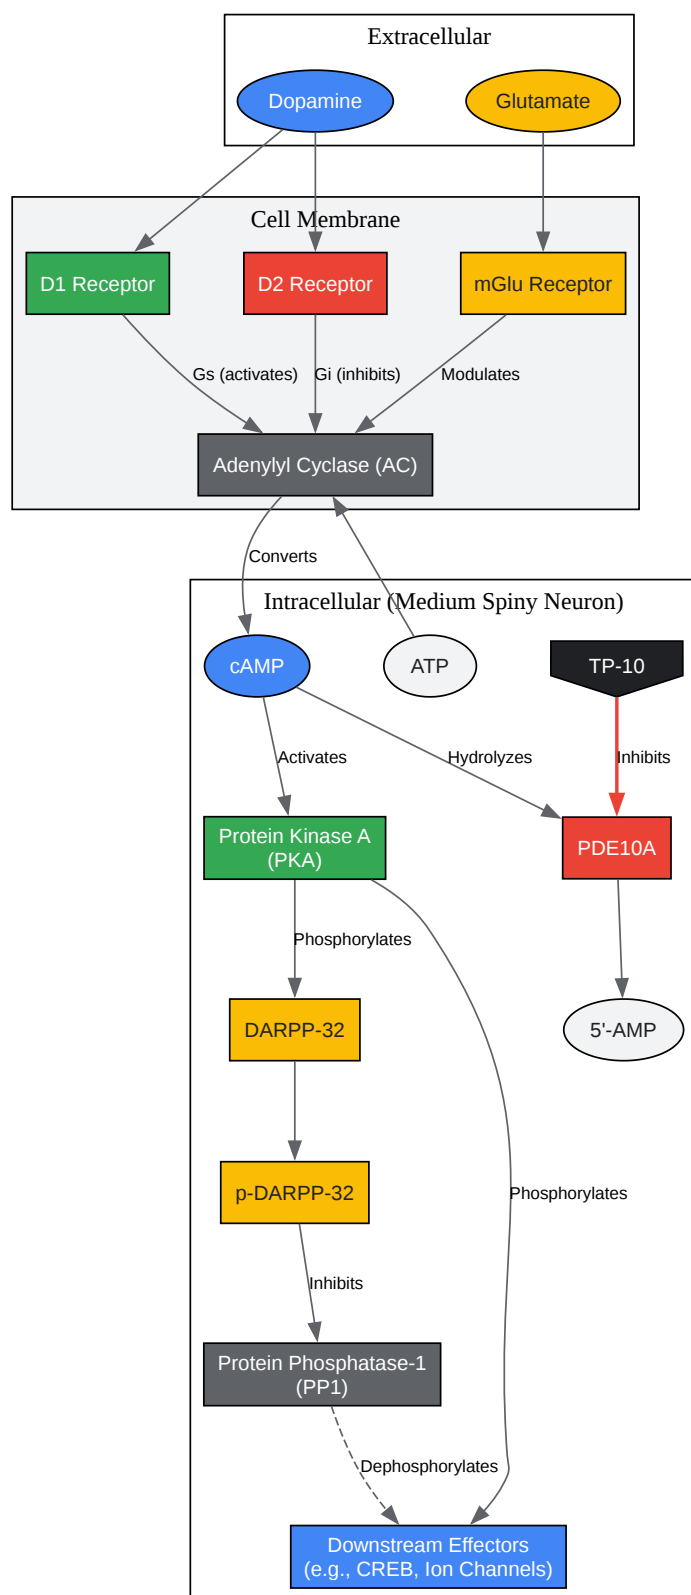 Extracellular
Dopamine
Glutamate
Cell Membrane
D1 Receptor
D2 Receptor
mGlu Receptor
Gs (activates)
Gi (inhibits)
Modulates
Adenylyl Cyclase (AC)
Converts
Intracellular (Medium Spiny Neuron)
cAMP
ATP
TP-10
Activates
Hydrolyzes
Inhibits
Protein Kinase A
(PKA)
PDE10A
Phosphorylates
DARPP-32
5'-AMP
p-DARPP-32
Phosphorylates
Inhibits
Protein Phosphatase-1
(PP1)
Dephosphorylates
Downstream Effectors
(e.g., CREB, Ion Channels)